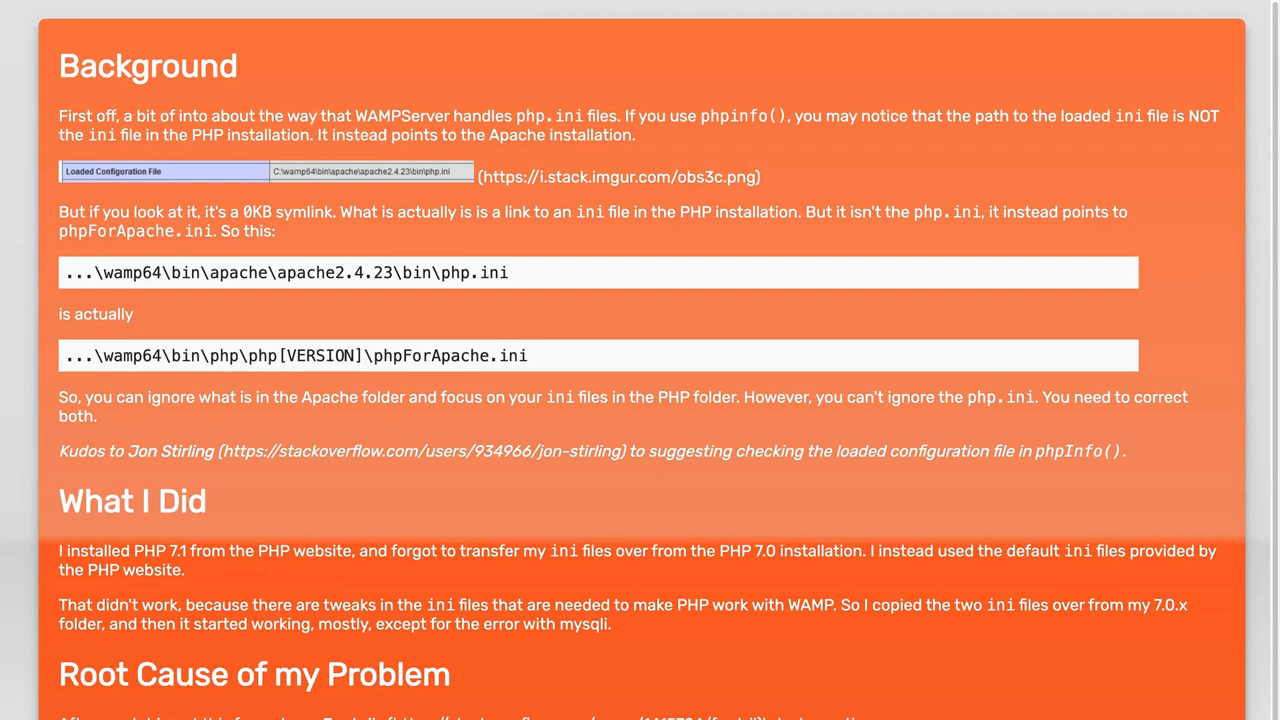 Background
First off, a bit of into about the way that WAMPServer handles php.ini files. If you use phpinfo(), you may notice that the path to the loaded ini file is NOT
the ini file in the PHP installation. It instead points to the Apache installation.
Loaded Configuration File C:\wamp64\bin\apache\apache2.4.23\bin\php.ini (https://i.stack.imgur.com/obs3c.png)
But if you look at it, it's a 0KB symlink. What is actually is is a link to an ini file in the PHP installation. But it isn't the php.ini, it instead points to
phpForApache.ini. So this:
...\wamp64\bin\apache\apache2.4.23\bin\php.ini
is actually
...\wamp64\bin\php\php[VERSION]\phpForApache.ini
So, you can ignore what is in the Apache folder and focus on your ini files in the PHP folder. However, you can't ignore the php.ini. You need to correct
both.
Kudos to Jon Stirling (https://stackoverflow.com/users/934966/jon-stirling) to suggesting checking the loaded configuration file in phpInfo().
What I Did
I installed PHP 7.1 from the PHP website, and forgot to transfer my ini files over from the PHP 7.0 installation. I instead used the default ini files provided by
the PHP website.
That didn't work, because there are tweaks in the ini files that are needed to make PHP work with WAMP. So I copied the two ini files over from my 7.0.x
folder, and then it started working, mostly, except for the error with mysqli.
Root Cause of my Problem